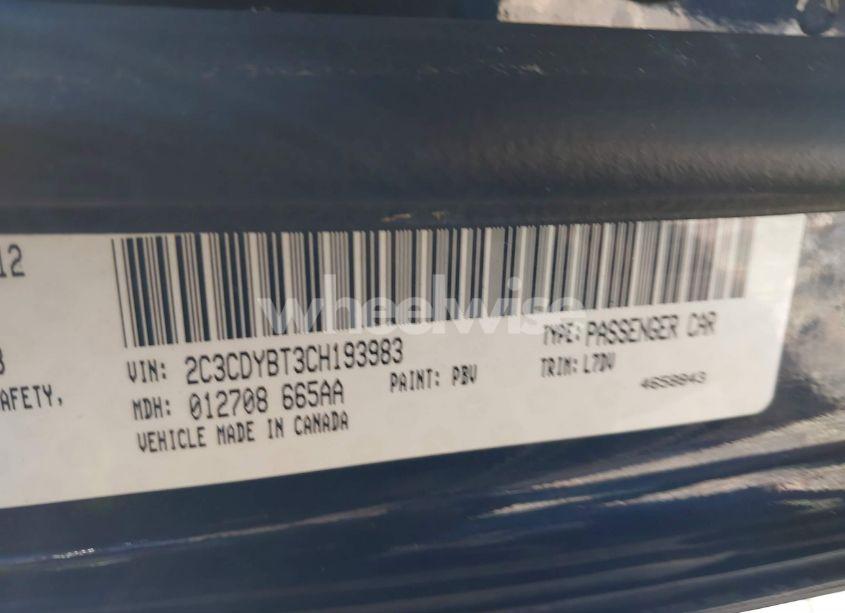 12
wheelwise
8
AFETY,
VIN: 2C3CDYBT3CH193983
TYPE: PASSENGER CAR
MDH: 012708 665AA
PAINT: PBV
TRIM: L7DV
VEHICLE MADE IN CANADA
4658843